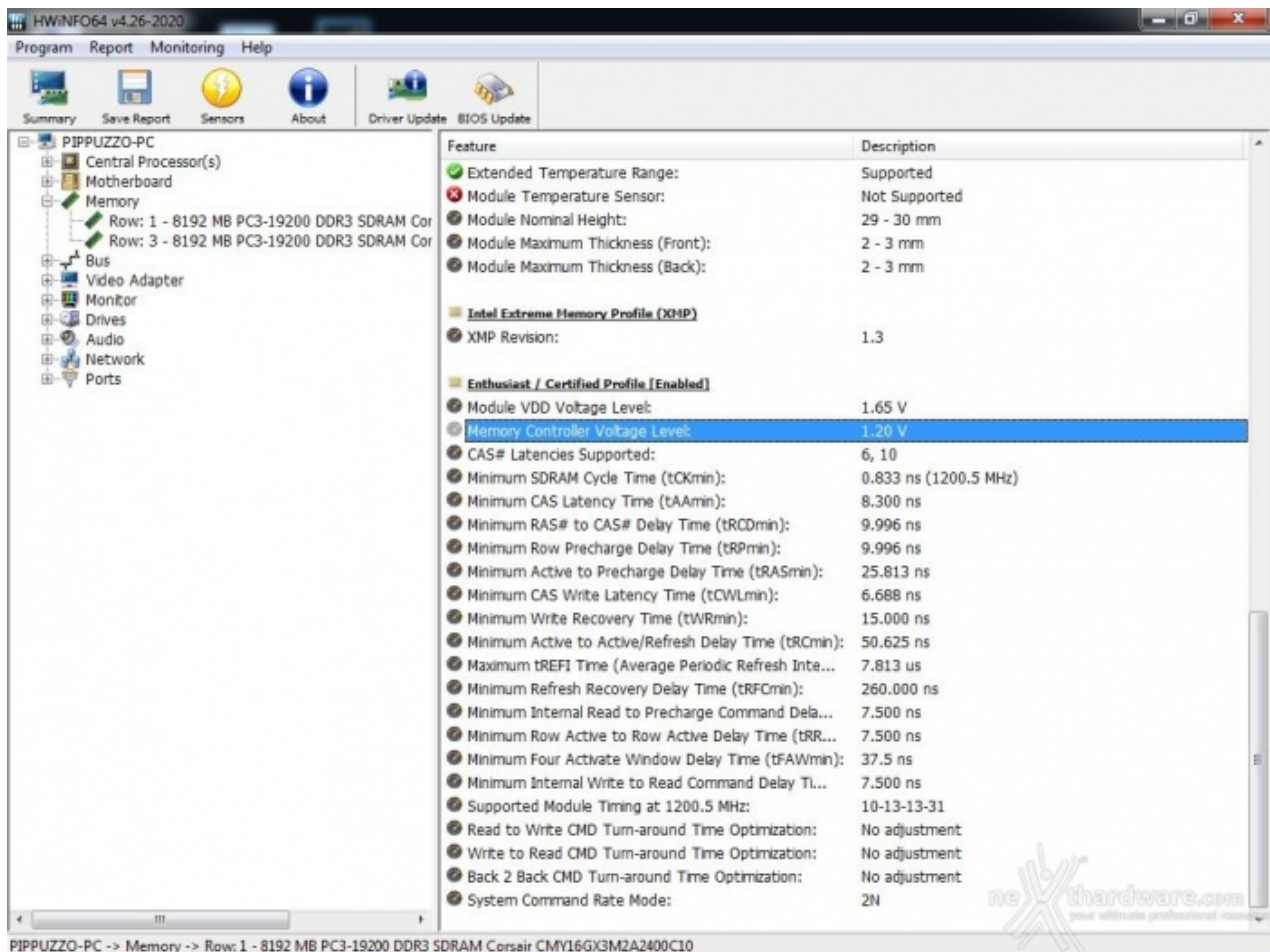 HWiNFO64 v4.26-2020
Program Report Monitoring Help
Summary Save Report Sensors About Driver Update BIOS Update
PIPPUZZO-PC
Central Processor(s)
Motherboard
Memory
Row: 1 - 8192 MB PC3-19200 DDR3 SDRAM Cor
Row: 3 - 8192 MB PC3-19200 DDR3 SDRAM Cor
Bus
Video Adapter
Monitor
Drives
Audio
Network
Ports
Feature Description
Extended Temperature Range: Supported
Module Temperature Sensor: Not Supported
Module Nominal Height: 29 - 30 mm
Module Maximum Thickness (Front): 2 - 3 mm
Module Maximum Thickness (Back): 2 - 3 mm
Intel Extreme Memory Profile (XMP)
XMP Revision: 1.3
Enthusiast / Certified Profile [Enabled]
Module VDD Voltage Level: 1.65 V
Memory Controller Voltage Level: 1.20 V
CAS# Latencies Supported: 6, 10
Minimum SDRAM Cycle Time (tCKmin): 0.833 ns (1200.5 MHz)
Minimum CAS Latency Time (tAAmin): 8.300 ns
Minimum RAS# to CAS# Delay Time (tRCDmin): 9.996 ns
Minimum Row Precharge Delay Time (tRPmin): 9.996 ns
Minimum Active to Precharge Delay Time (tRASmin): 25.813 ns
Minimum CAS Write Latency Time (tCWLmin): 6.688 ns
Minimum Write Recovery Time (tWRmin): 15.000 ns
Minimum Active to Active/Refresh Delay Time (tRCmin): 50.625 ns
Maximum tREFI Time (Average Periodic Refresh Inte... 7.813 us
Minimum Refresh Recovery Delay Time (tRFCmin): 260.000 ns
Minimum Internal Read to Precharge Command Dela... 7.500 ns
Minimum Row Active to Row Active Delay Time (tRR... 7.500 ns
Minimum Four Activate Window Delay Time (tFAWmin): 37.5 ns
Minimum Internal Write to Read Command Delay Ti... 7.500 ns
Supported Module Timing at 1200.5 MHz: 10-13-13-31
Read to Write CMD Turn-around Time Optimization: No adjustment
Write to Read CMD Turn-around Time Optimization: No adjustment
Back 2 Back CMD Turn-around Time Optimization: No adjustment
System Command Rate Mode: 2N
nexthardware.com
your ultimate professional
PIPPUZZO-PC -> Memory -> Row: 1 - 8192 MB PC3-19200 DDR3 SDRAM Corsair CMY16GX3M2A2400C10